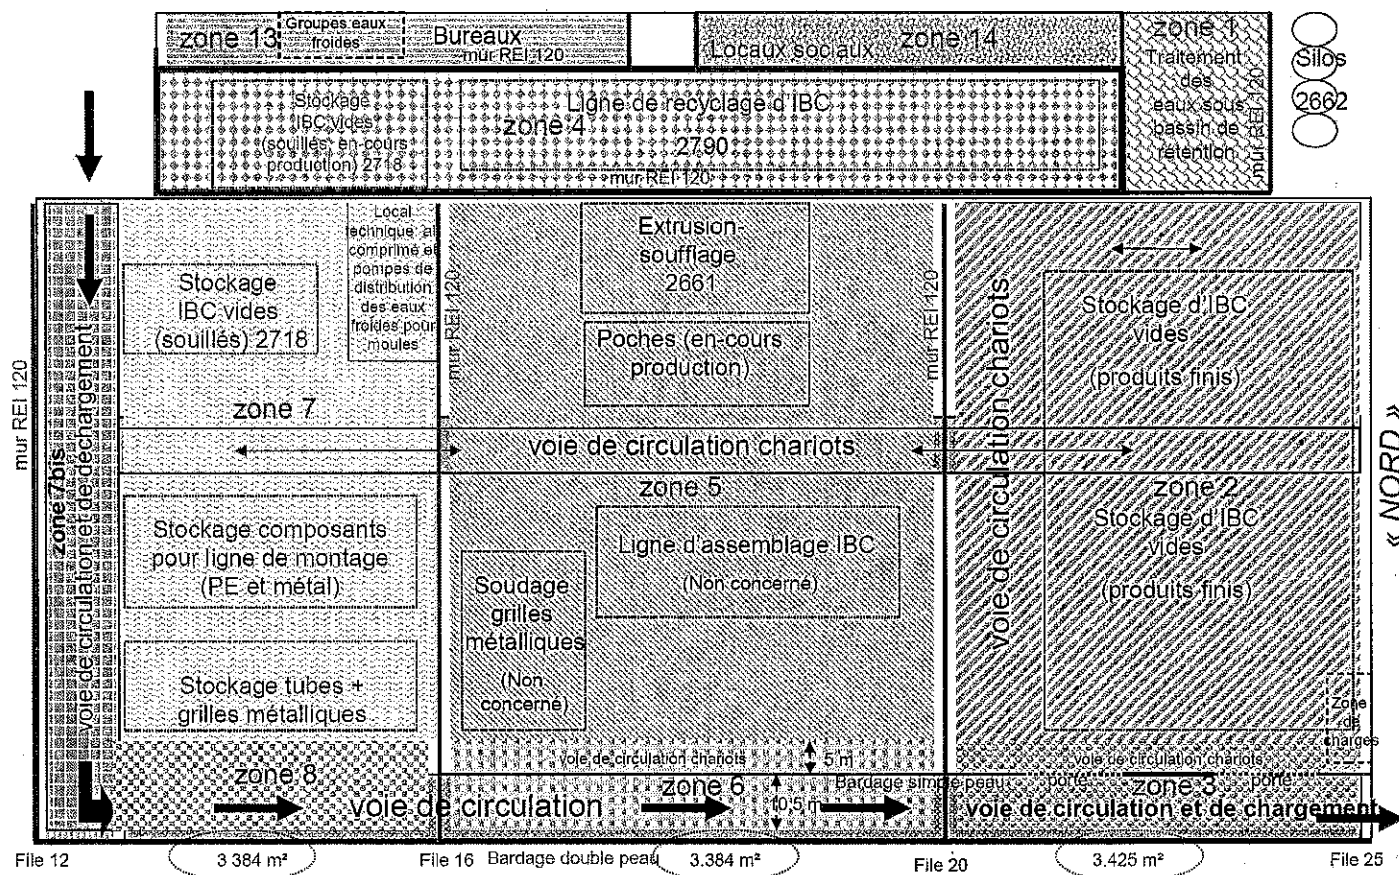 zone 13
Groupes eaux
froides
Bureaux
mur REI 120
Locaux sociaux
zone 14
zone 1
Traitement
des
eaux sous
bassin de
rétention
mur REI 120
mur REI 120
Silos
2662
Stockage
IBC vides
(souillés en-cours
production) 2718
Ligne de recyclage d'IBC
zone 4
2790
mur REI 120
mur REI 120
zone 7bis
voie de circulation et de déchargement
Stockage
IBC vides
(souillés) 2718
Local
technique air
comprimé et
pompes de
distribution
des eaux
froides pour
moules
mur REI 120
Extrusion-
soufflage
2661
Poches (en-cours
production)
mur REI 120
voie de circulation chariots
Stockage d'IBC
vides
(produits finis)
zone 7
voie de circulation chariots
« NORD »
zone 5
zone 2
Stockage composants
pour ligne de montage
(PE et métal)
Soudage
grilles
métalliques
(Non
concerné)
Ligne d'assemblage IBC
(Non concerné)
Stockage d'IBC
vides
(produits finis)
Stockage tubes +
grilles métalliques
Zone
de
charges
zone 8
voie de circulation chariots
5 m
voie de circulation chariots
voie de circulation
zone 6
10,5 m
Bardage simple peau
porte
zone 3
porte
voie de circulation et de chargement
File 12
3 384 m²
File 16
Bardage double peau
3.384 m²
File 20
3.425 m²
File 25